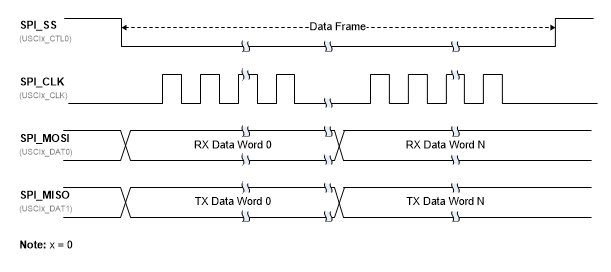 SPI_SS
(USCIx_CTL0)
Data Frame
SPI_CLK
(USCIx_CLK)
SPI_MOSI
(USCIx_DAT0)
RX Data Word 0
RX Data Word N
SPI_MISO
(USCIx_DAT1)
TX Data Word 0
TX Data Word N
Note: x = 0